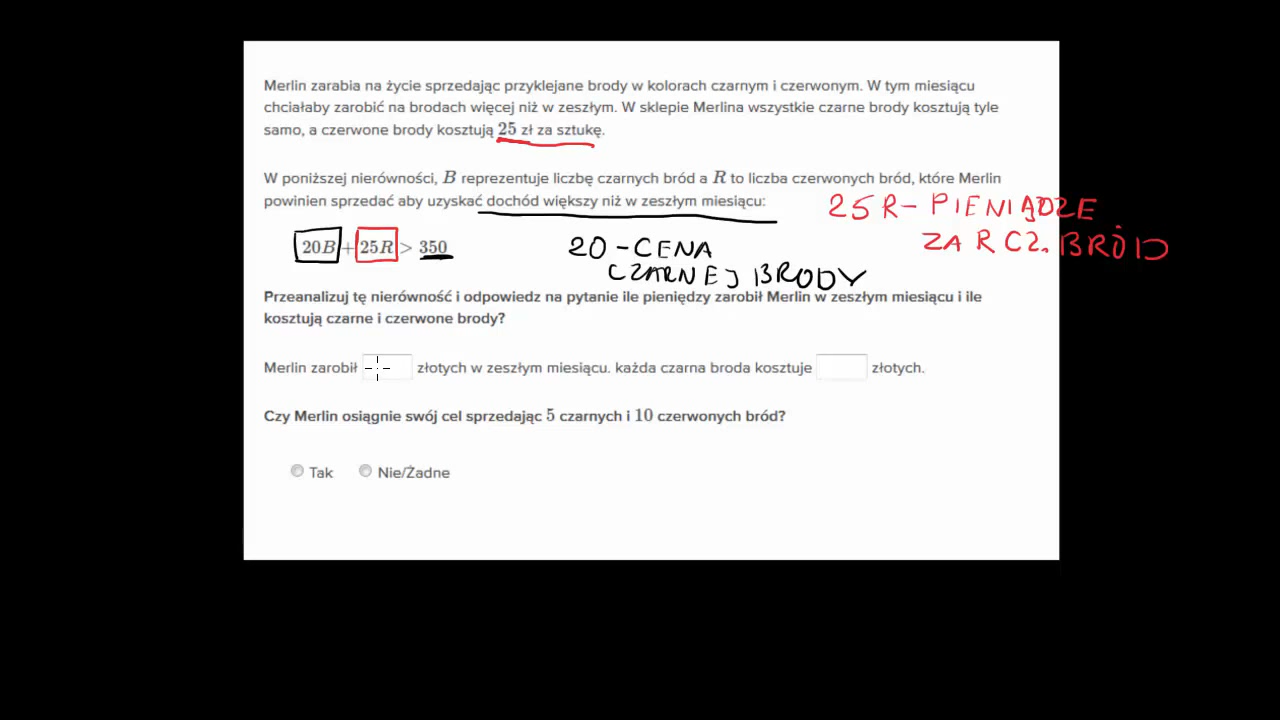 Merlin zarabia na życie sprzedając przyklejane brody w kolorach czarnym i czerwonym. W tym miesiącu
chciałaby zarobić na brodach więcej niż w zeszłym. W sklepie Merlina wszystkie czarne brody kosztują tyle
samo, a czerwone brody kosztują 25 zł za sztukę.
W poniższej nierówności, B reprezentuje liczbę czarnych bród a R to liczba czerwonych bród, które Merlin
powinien sprzedać aby uzyskać dochód większy niż w zeszłym miesiącu:
25 R - PIENIĄDZE
ZA R CZ. BRÓD
20B + 25R > 350
20 - CENA
CZARNEJ BRODY
Przeanalizuj tę nierówność i odpowiedz na pytanie ile pieniędzy zarobił Merlin w zeszłym miesiącu i ile
kosztują czarne i czerwone brody?
Merlin zarobił złotych w zeszłym miesiącu. każda czarna broda kosztuje złotych.
Czy Merlin osiągnie swój cel sprzedając 5 czarnych i 10 czerwonych bród?
Tak Nie/Żadne